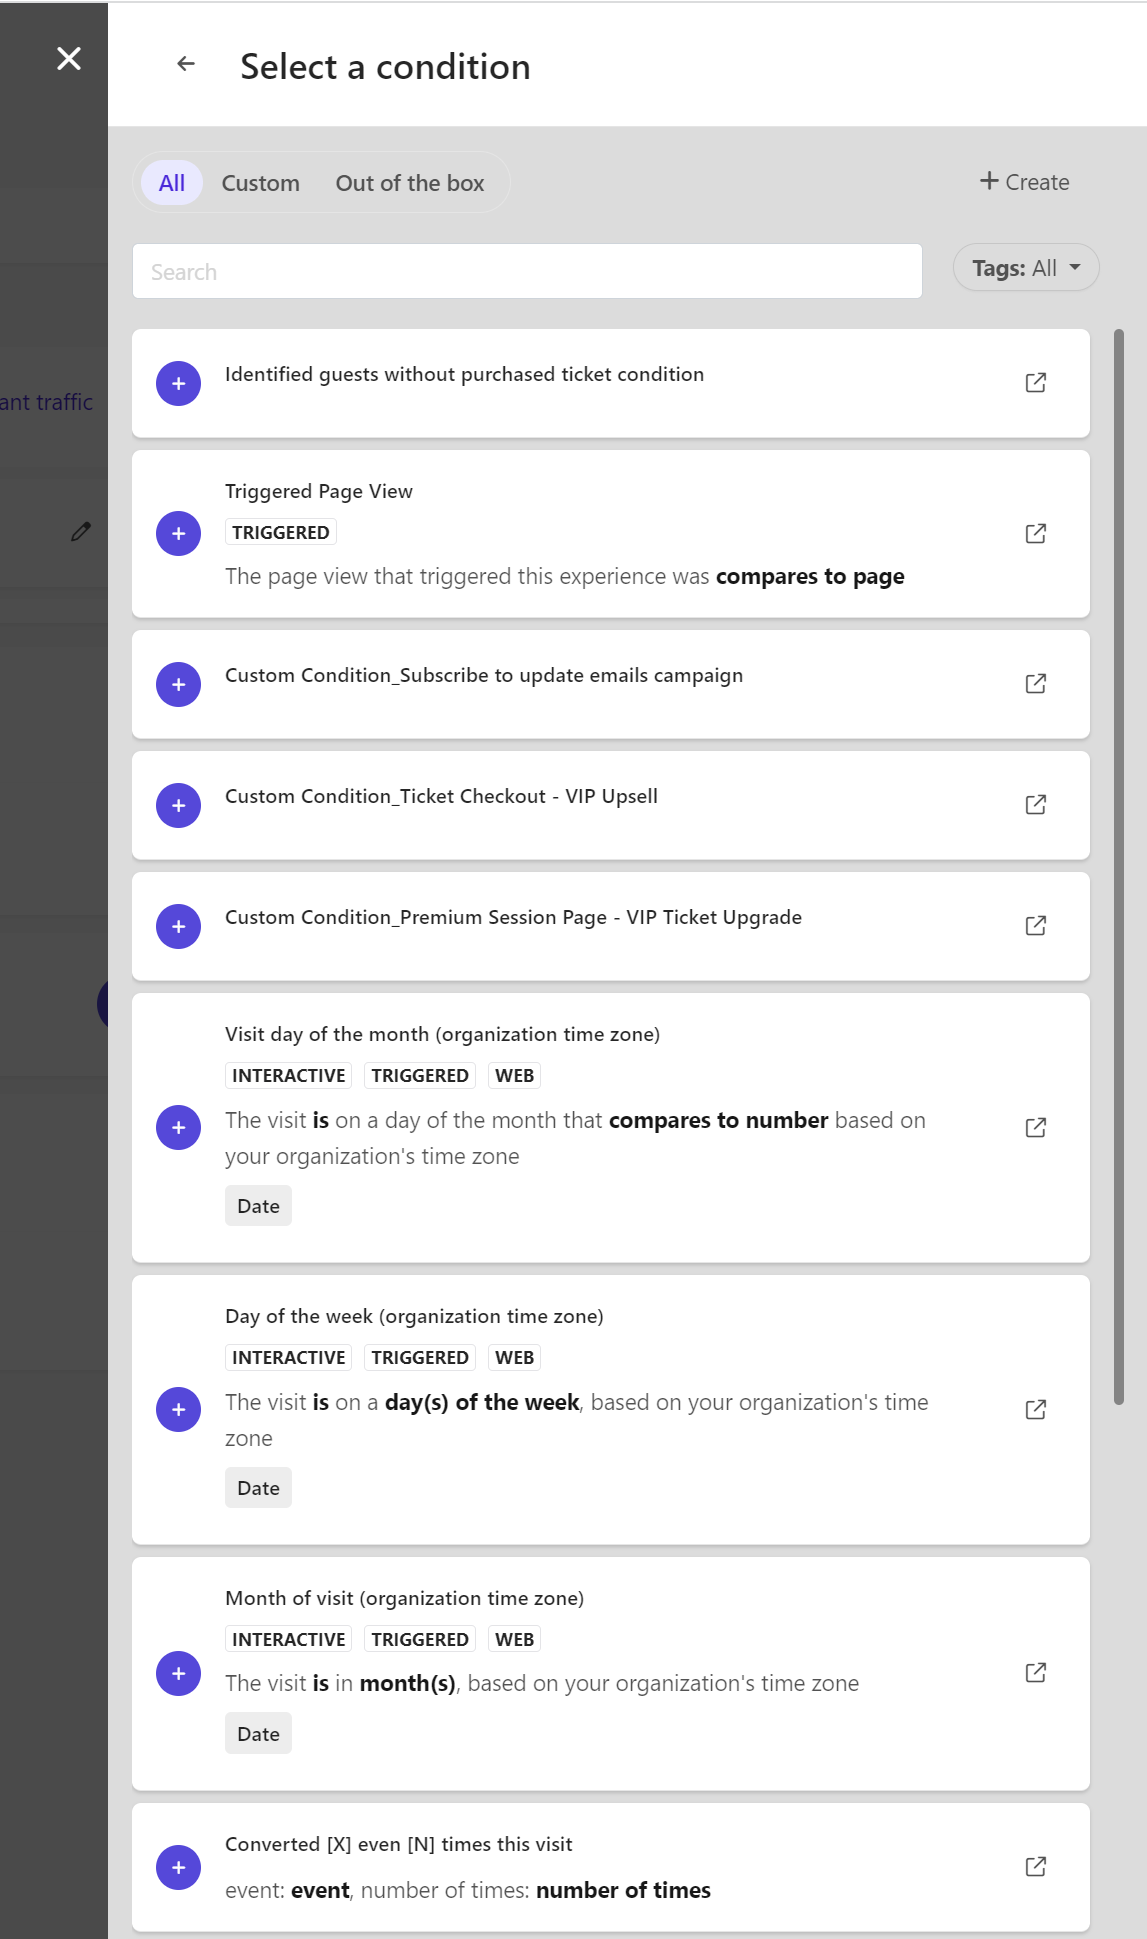 Select a condition
All Custom Out of the box
+ Create
Search
Tags: All
ant traffic
Identified guests without purchased ticket condition
Triggered Page View
TRIGGERED
The page view that triggered this experience was compares to page
Custom Condition_Subscribe to update emails campaign
Custom Condition_Ticket Checkout - VIP Upsell
Custom Condition_Premium Session Page - VIP Ticket Upgrade
Visit day of the month (organization time zone)
INTERACTIVE TRIGGERED WEB
The visit is on a day of the month that compares to number based on
your organization's time zone
Date
Day of the week (organization time zone)
INTERACTIVE TRIGGERED WEB
The visit is on a day(s) of the week, based on your organization's time
zone
Date
Month of visit (organization time zone)
INTERACTIVE TRIGGERED WEB
The visit is in month(s), based on your organization's time zone
Date
Converted [X] even [N] times this visit
event: event, number of times: number of times